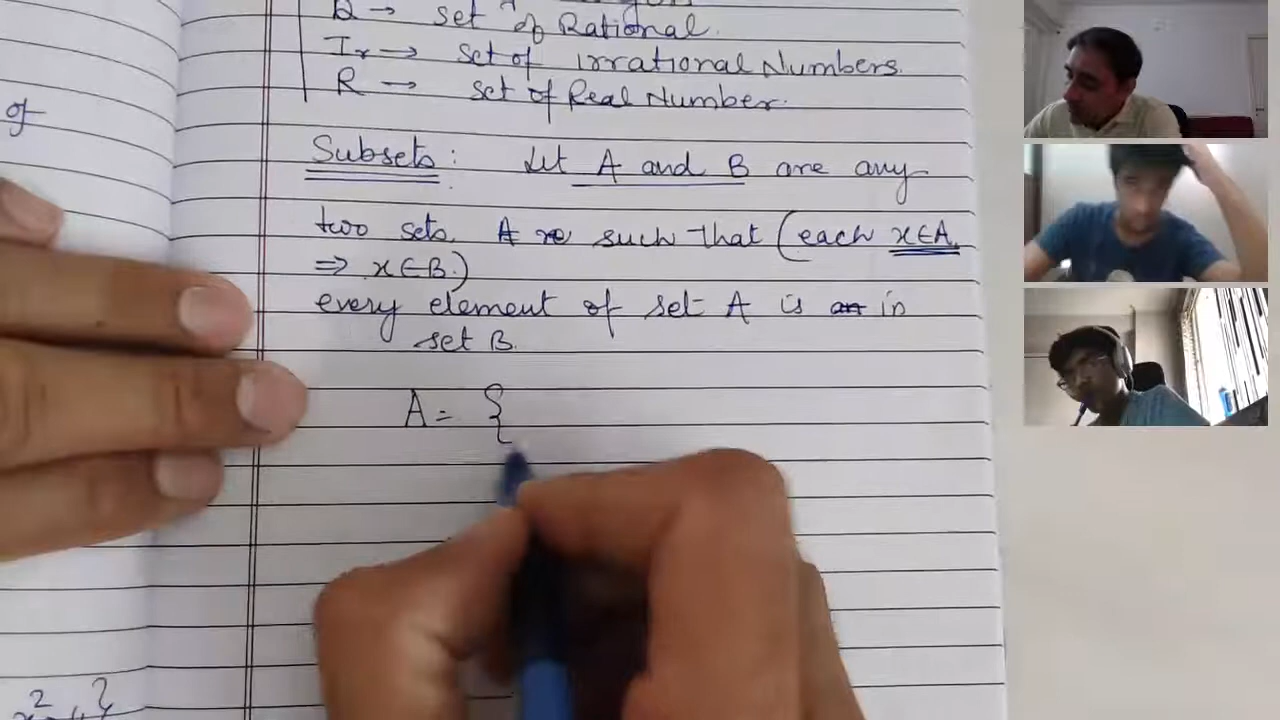 Q → set of Rational.
Ir → set of irrational Numbers.
R → set of Real Number.
of
Subsets : Let A and B are any
two sets. such that (each x∈A.
⇒ x∈B.)
every element of set A is in
set B.
A = {